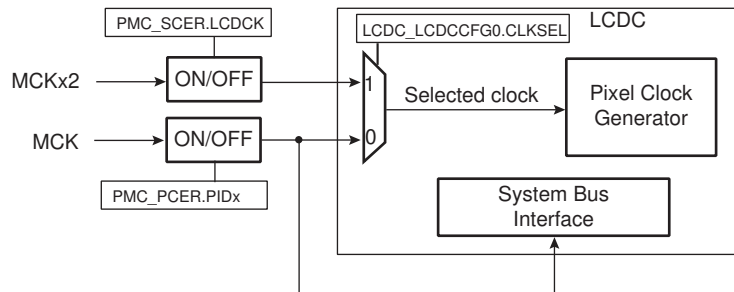 PMC_SCER.LCDCK
LCDC_LCDCCFG0.CLKSEL
LCDC
MCKx2
ON/OFF
1
Selected clock
Pixel Clock
Generator
MCK
ON/OFF
0
PMC_PCER.PIDx
System Bus
Interface